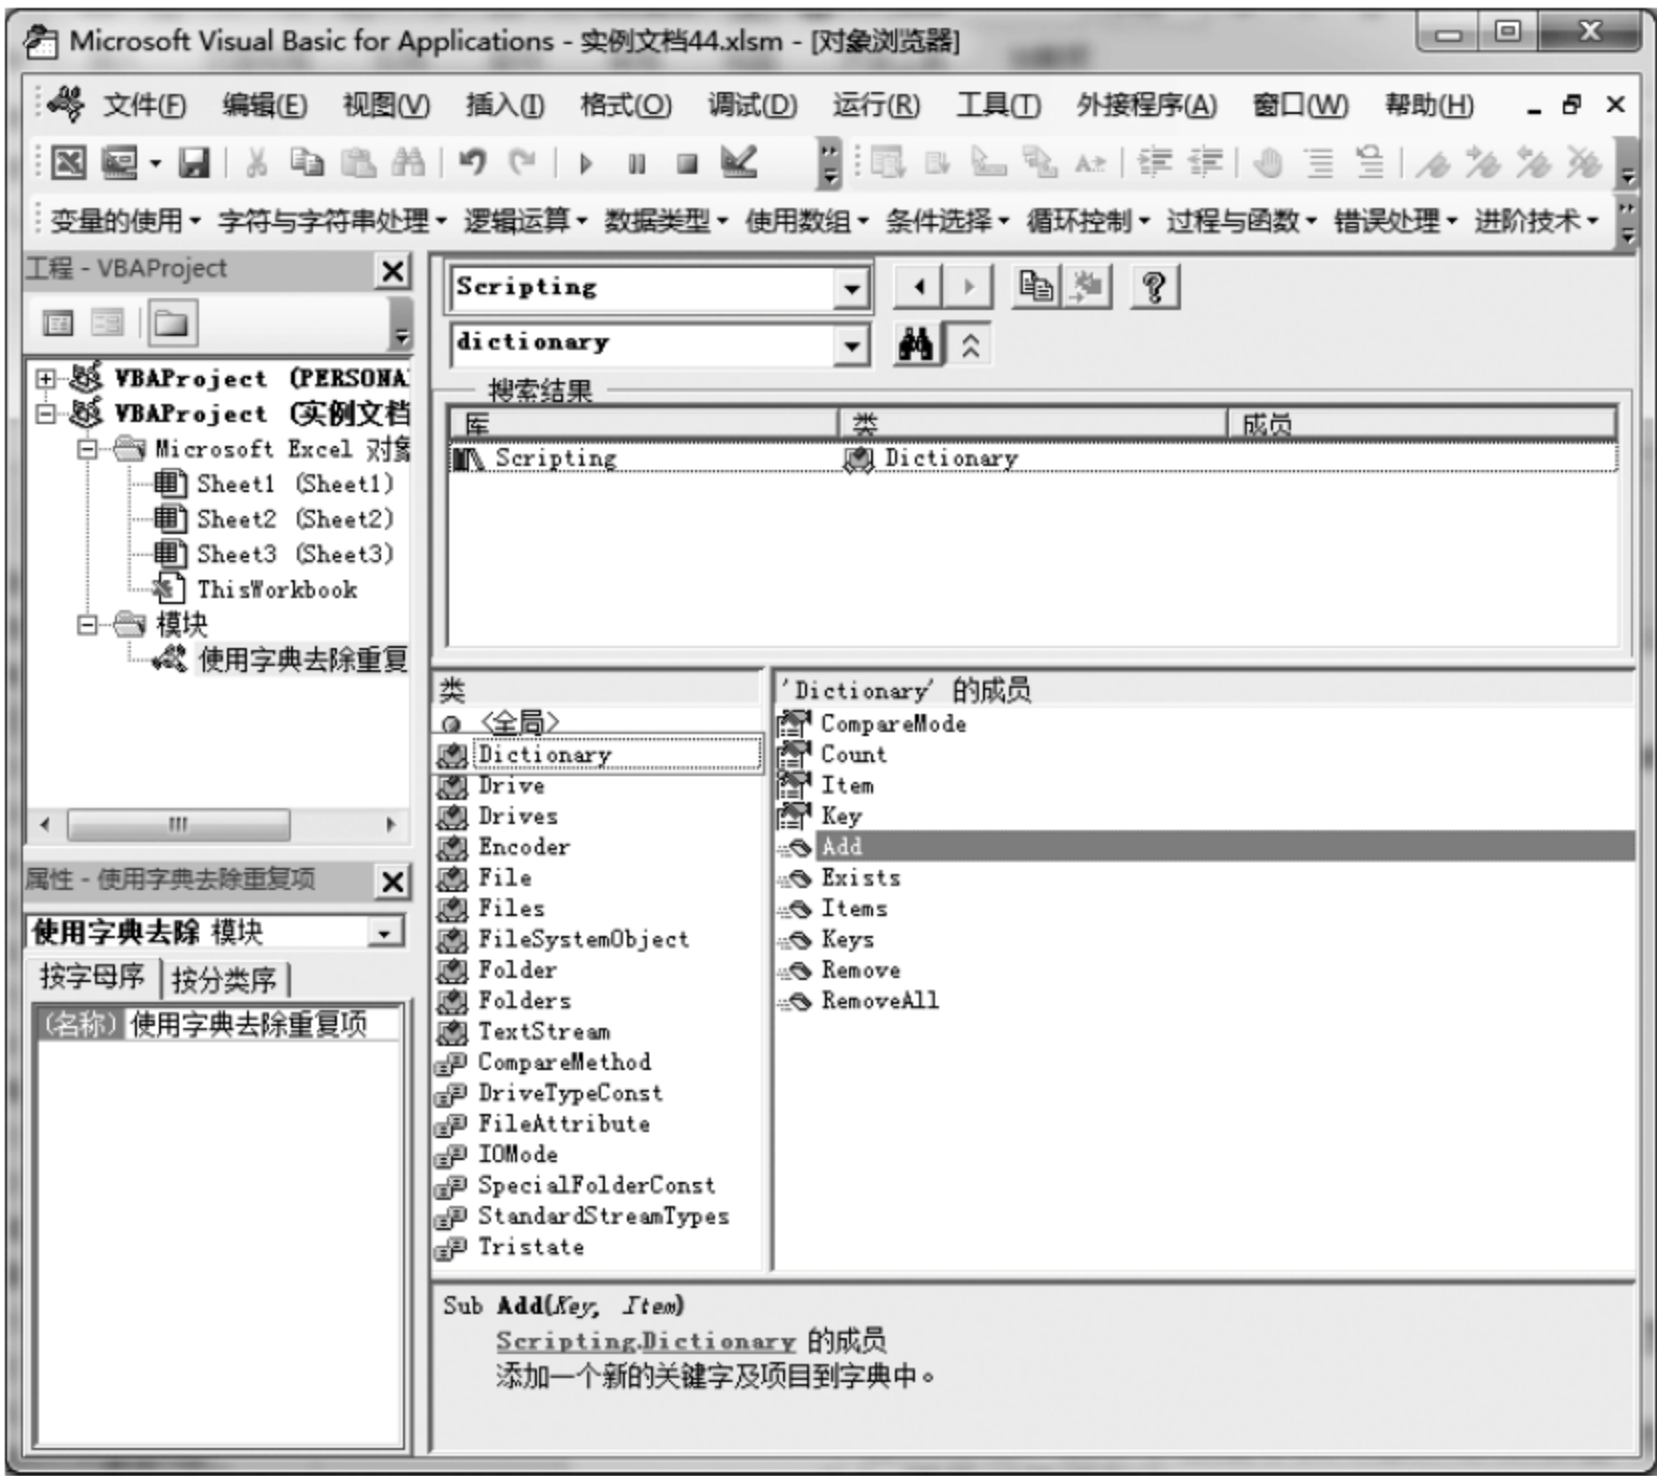 Microsoft Visual Basic for Applications - 实例文档44.xlsm - [对象浏览器]
文件(F) 编辑(E) 视图(V) 插入(I) 格式(O) 调试(D) 运行(R) 工具(T) 外接程序(A) 窗口(W) 帮助(H)
变量的使用 字符与字符串处理 逻辑运算 数据类型 使用数组 条件选择 循环控制 过程与函数 错误处理 进阶技术
工程 - VBAProject
VBAProject (PERSONA
VBAProject (实例文档
Microsoft Excel 对象
Sheet1 (Sheet1)
Sheet2 (Sheet2)
Sheet3 (Sheet3)
ThisWorkbook
模块
使用字典去除重复
属性 - 使用字典去除重复项
使用字典去除 模块
按字母序 按分类序
(名称) 使用字典去除重复项
Scripting
dictionary
搜索结果
库 类 成员
Scripting Dictionary
类
<全局>
Dictionary
Drive
Drives
Encoder
File
Files
FileSystemObject
Folder
Folders
TextStream
CompareMethod
DriveTypeConst
FileAttribute
IOMode
SpecialFolderConst
StandardStreamTypes
Tristate
'Dictionary' 的成员
CompareMode
Count
Item
Key
Add
Exists
Items
Keys
Remove
RemoveAll
Sub Add(Key, Item)
Scripting.Dictionary 的成员
添加一个新的关键字及项目到字典中。